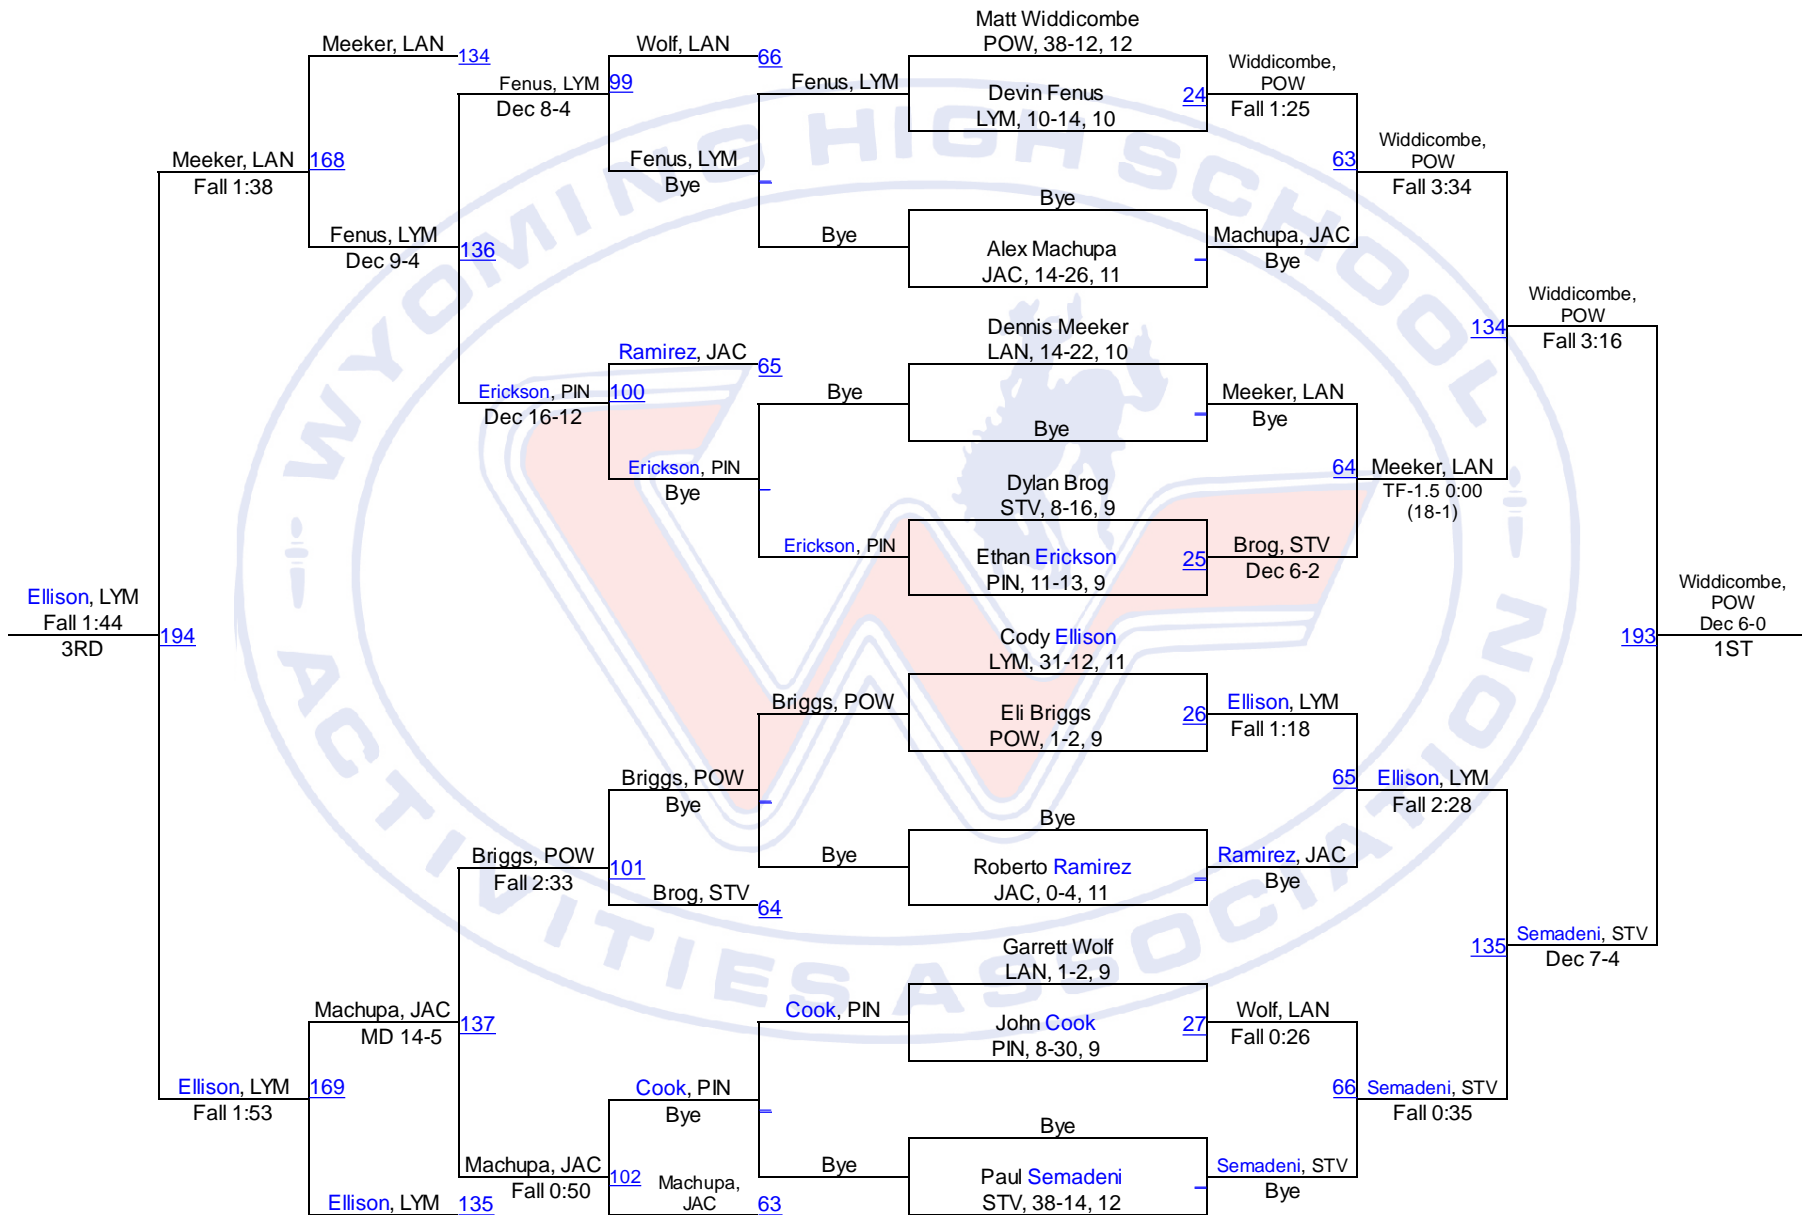 Meeker, LAN
134
Meeker, LAN
168
Fall 1:38
Fenus, LYM
Dec 9-4
136
Fenus, LYM
99
Dec 8-4
Wolf, LAN
66
Fenus, LYM
Bye
Fenus, LYM
Bye
Matt Widdicombe
POW, 38-12, 12
Devin Fenus
LYM, 10-14, 10
24
Widdicombe,
POW
Fall 1:25
Bye
Alex Machupa
JAC, 14-26, 11
Machupa, JAC
Bye
63
Widdicombe,
POW
Fall 3:34
Ramirez, JAC
65
Erickson, PIN
100
Dec 16-12
Erickson, PIN
Bye
Bye
Erickson, PIN
Dennis Meeker
LAN, 14-22, 10
Bye
Meeker, LAN
Bye
Dylan Brog
STV, 8-16, 9
Ethan Erickson
PIN, 11-13, 9
25
Brog, STV
Dec 6-2
64
Meeker, LAN
TF-1.5 0:00
(18-1)
134
Widdicombe,
POW
Fall 3:16
Ellison, LYM
Fall 1:44
3RD
194
193
Widdicombe,
POW
Dec 6-0
1ST
Cody Ellison
LYM, 31-12, 11
Eli Briggs
POW, 1-2, 9
26
Ellison, LYM
Fall 1:18
Briggs, POW
Briggs, POW
Bye
Bye
Briggs, POW
Fall 2:33
101
Brog, STV
64
Bye
Roberto Ramirez
JAC, 0-4, 11
Ramirez, JAC
Bye
65
Ellison, LYM
Fall 2:28
Garrett Wolf
LAN, 1-2, 9
John Cook
PIN, 8-30, 9
27
Wolf, LAN
Fall 0:26
Cook, PIN
Cook, PIN
Bye
Bye
Bye
Paul Semadeni
STV, 38-14, 12
Semadeni, STV
Bye
66
Semadeni, STV
Fall 0:35
135
Semadeni, STV
Dec 7-4
Machupa, JAC
MD 14-5
137
Ellison, LYM
169
Fall 1:53
Machupa, JAC
Fall 0:50
102
Machupa,
JAC
63
Ellison, LYM
135
WYOMING HIGH SCHOOL
ACTIVITIES ASSOCIATION